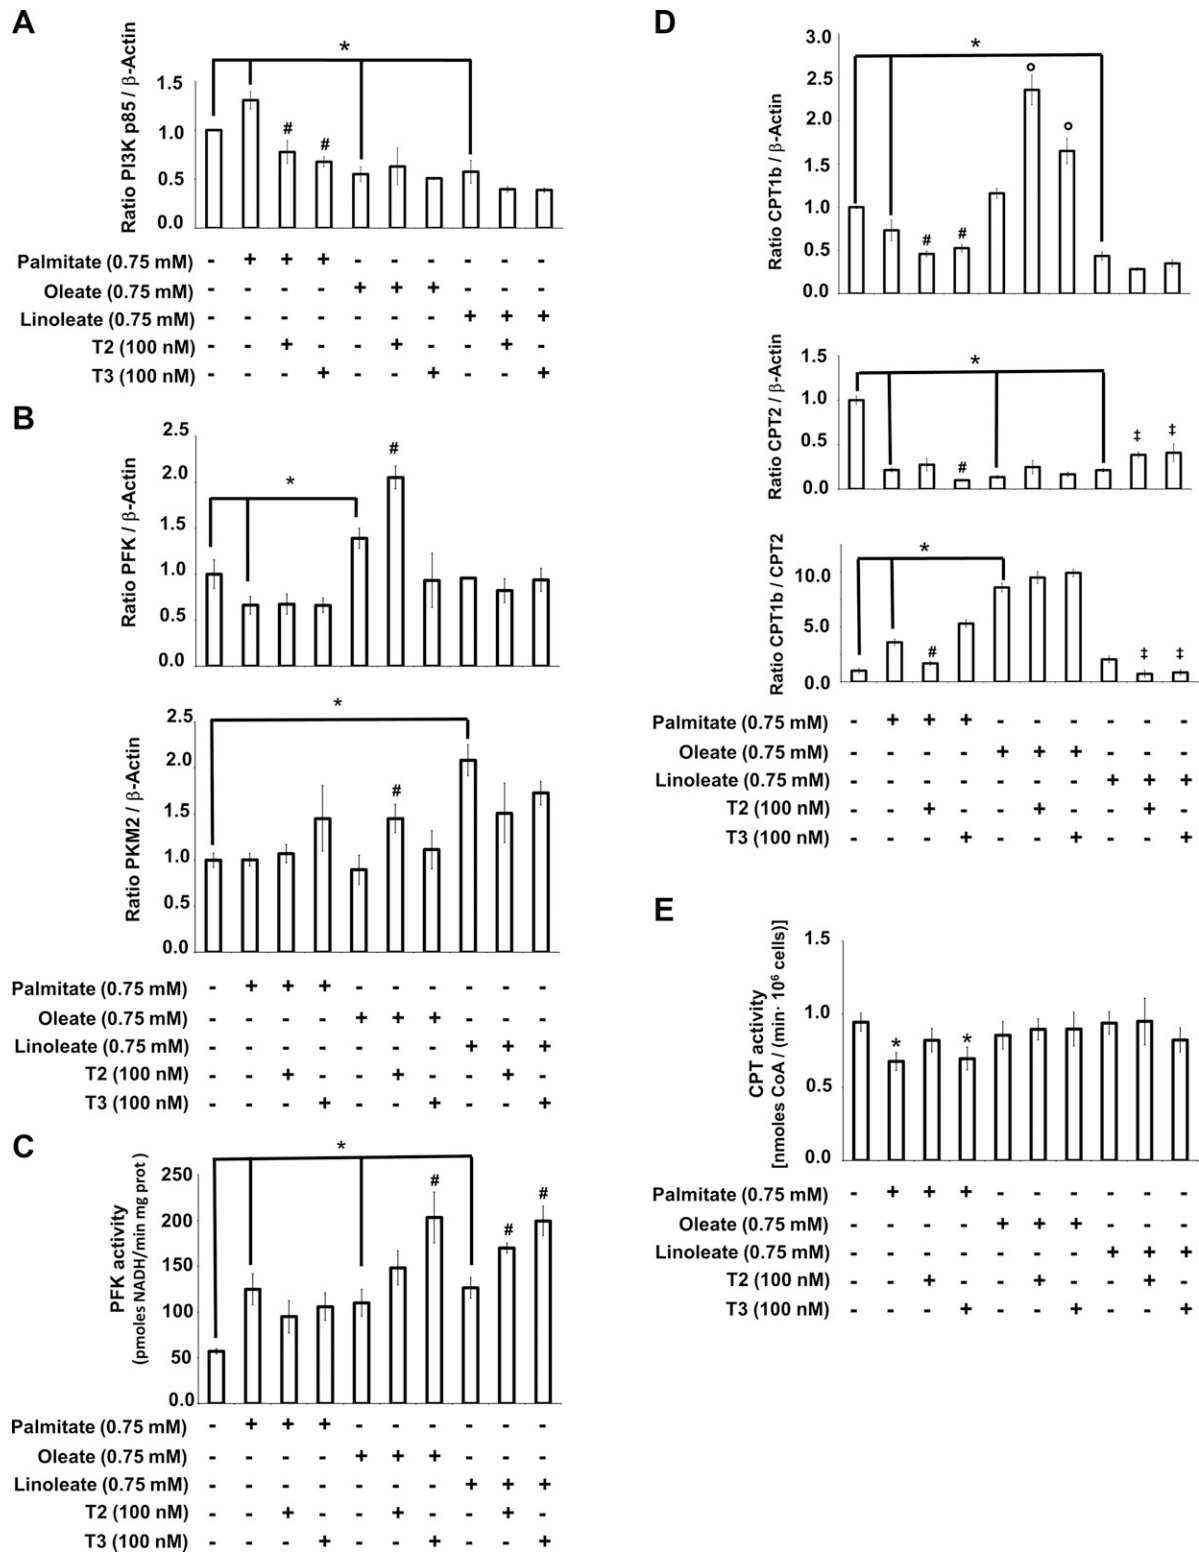 A
Ratio PI3K p85 / β-Actin
1.5
1.0
0.5
0.0
*
# #
Palmitate (0.75 mM) - + + + - - - - - -
Oleate (0.75 mM) - - - - + + + - - -
Linoleate (0.75 mM) - - - - - - - + + +
T2 (100 nM) - - + - - + - - + -
T3 (100 nM) - - - + - - + - - +
B
Ratio PFK / β-Actin
2.5
2.0
1.5
1.0
0.5
0.0
*
#
Ratio PKM2 / β-Actin
2.5
2.0
1.5
1.0
0.5
0.0
*
#
Palmitate (0.75 mM) - + + + - - - - - -
Oleate (0.75 mM) - - - - + + + - - -
Linoleate (0.75 mM) - - - - - - - + + +
T2 (100 nM) - - + - - + - - + -
T3 (100 nM) - - - + - - + - - +
C
PFK activity
(pmoles NADH/min mg prot)
250
200
150
100
50
0.0
*
# # #
Palmitate (0.75 mM) - + + + - - - - - -
Oleate (0.75 mM) - - - - + + + - - -
Linoleate (0.75 mM) - - - - - - - + + +
T2 (100 nM) - - + - - + - - + -
T3 (100 nM) - - - + - - + - - +
D
Ratio CPT1b / β-Actin
3.0
2.5
2.0
1.5
1.0
0.5
0.0
*
# # ° °
Ratio CPT2 / β-Actin
1.5
1.0
0.5
0.0
*
# ‡ ‡
Ratio CPT1b / CPT2
10.0
5.0
0.0
*
# ‡ ‡
Palmitate (0.75 mM) - + + + - - - - - -
Oleate (0.75 mM) - - - - + + + - - -
Linoleate (0.75 mM) - - - - - - - + + +
T2 (100 nM) - - + - - + - - + -
T3 (100 nM) - - - + - - + - - +
E
CPT activity
[nmoles CoA / (min· 10⁶ cells)]
1.5
1.0
0.5
0.0
* *
Palmitate (0.75 mM) - + + + - - - - - -
Oleate (0.75 mM) - - - - + + + - - -
Linoleate (0.75 mM) - - - - - - - + + +
T2 (100 nM) - - + - - + - - + -
T3 (100 nM) - - - + - - + - - +